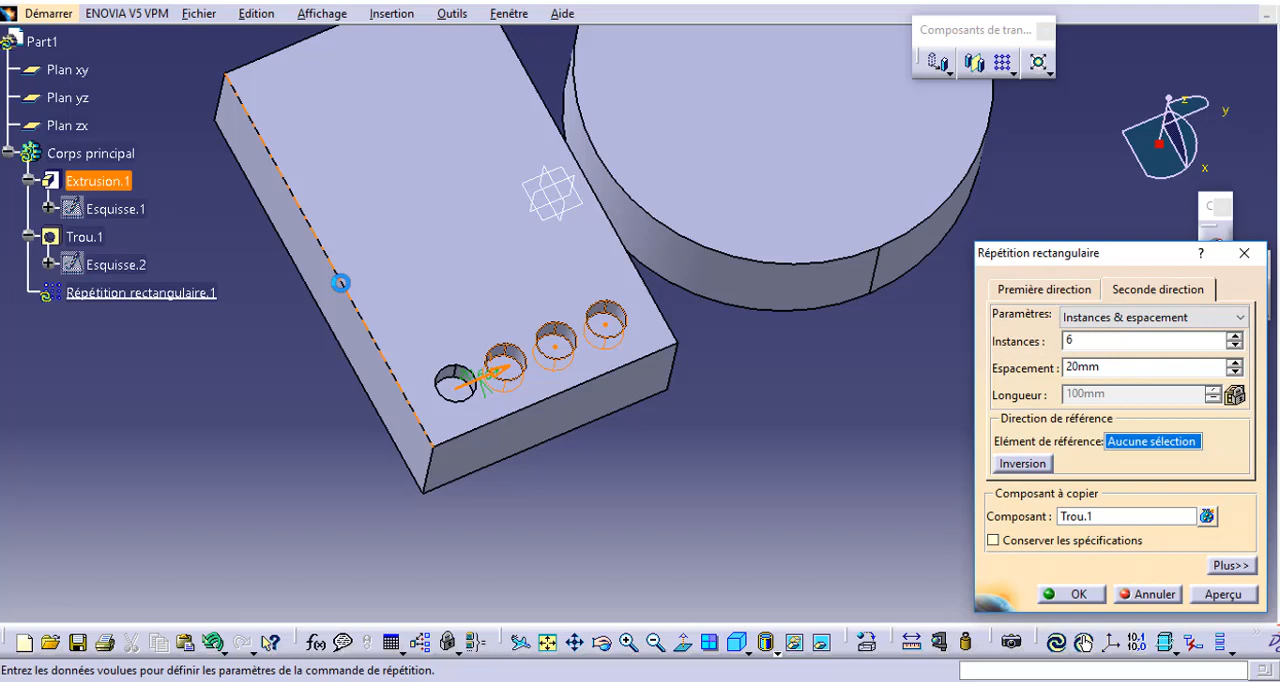 Démarrer ENOVIA V5 VPM Fichier Edition Affichage Insertion Outils Fenêtre Aide
Composants de tran...
Part1
Plan xy
Plan yz
Plan zx
Corps principal
Extrusion.1
Esquisse.1
Trou.1
Esquisse.2
Répétition rectangulaire.1
z
y
x
C
Répétition rectangulaire ?
Première direction Seconde direction
Paramètres: Instances & espacement
Instances : 6
Espacement : 20mm
Longueur : 100mm
Direction de référence
Elément de référence: Aucune sélection
Inversion
Composant à copier
Composant : Trou.1
Conserver les spécifications
Plus>>
OK Annuler Aperçu
f(x) 10.1 10,0
Entrez les données voulues pour définir les paramètres de la commande de répétition.